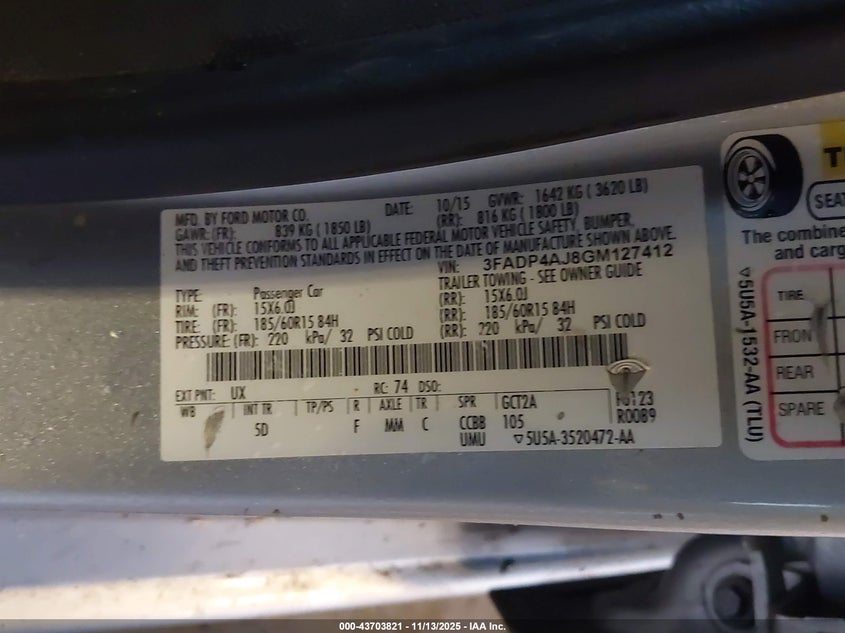 MFD. BY FORD MOTOR CO. DATE: 10/15 GVWR: 1642 KG ( 3620 LB)
GAWR: (FR): 839 KG ( 1850 LB) (RR): 816 KG ( 1800 LB)
THIS VEHICLE CONFORMS TO ALL APPLICABLE FEDERAL MOTOR VEHICLE SAFETY, BUMPER,
AND THEFT PREVENTION STANDARDS IN EFFECT ON THE DATE OF MANUFACTURE SHOWN ABOVE.
VIN: 3FADP4AJ8GM127412
TYPE: Passenger Car TRAILER TOWING - SEE OWNER GUIDE
RIM: (FR): 15X6.0J (RR): 15X6.0J
TIRE: (FR): 185/60R15 84H (RR): 185/60R15 84H
PRESSURE: (FR): 220 kPa/ 32 PSI COLD (RR): 220 kPa/ 32 PSI COLD
EXT PNT: UX RC: 74 DSO:
WB INT TR TP/PS R AXLE TR SPR GCT2A
5D F MM C CCBB 105 R0089
UMU ▽5U5A-3520472-AA
SEAT
The combine
and carg
TIRE
FRON
REAR
SPARE
▽5U5A-1532-AA (TLU)
000-43703821 - 11/13/2025 - IAA Inc.